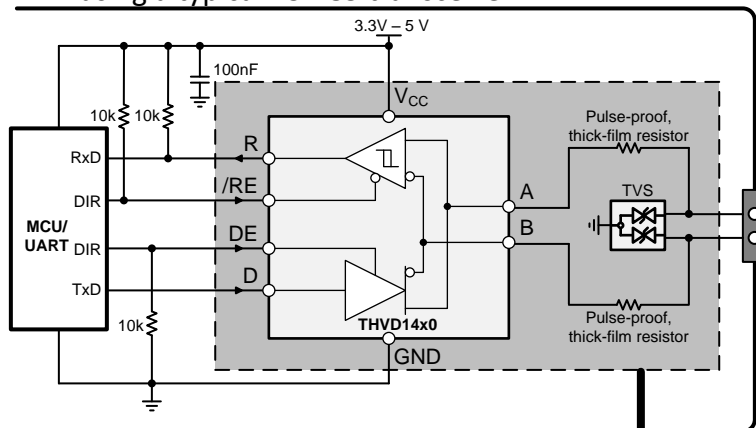 3.3V – 5 V
100nF
10k
10k
VCC
R
RxD
/RE
DIR
MCU/
UART
DE
DIR
D
TxD
10k
THVD14x0
GND
A
B
Pulse-proof,
thick-film resistor
TVS
Pulse-proof,
thick-film resistor